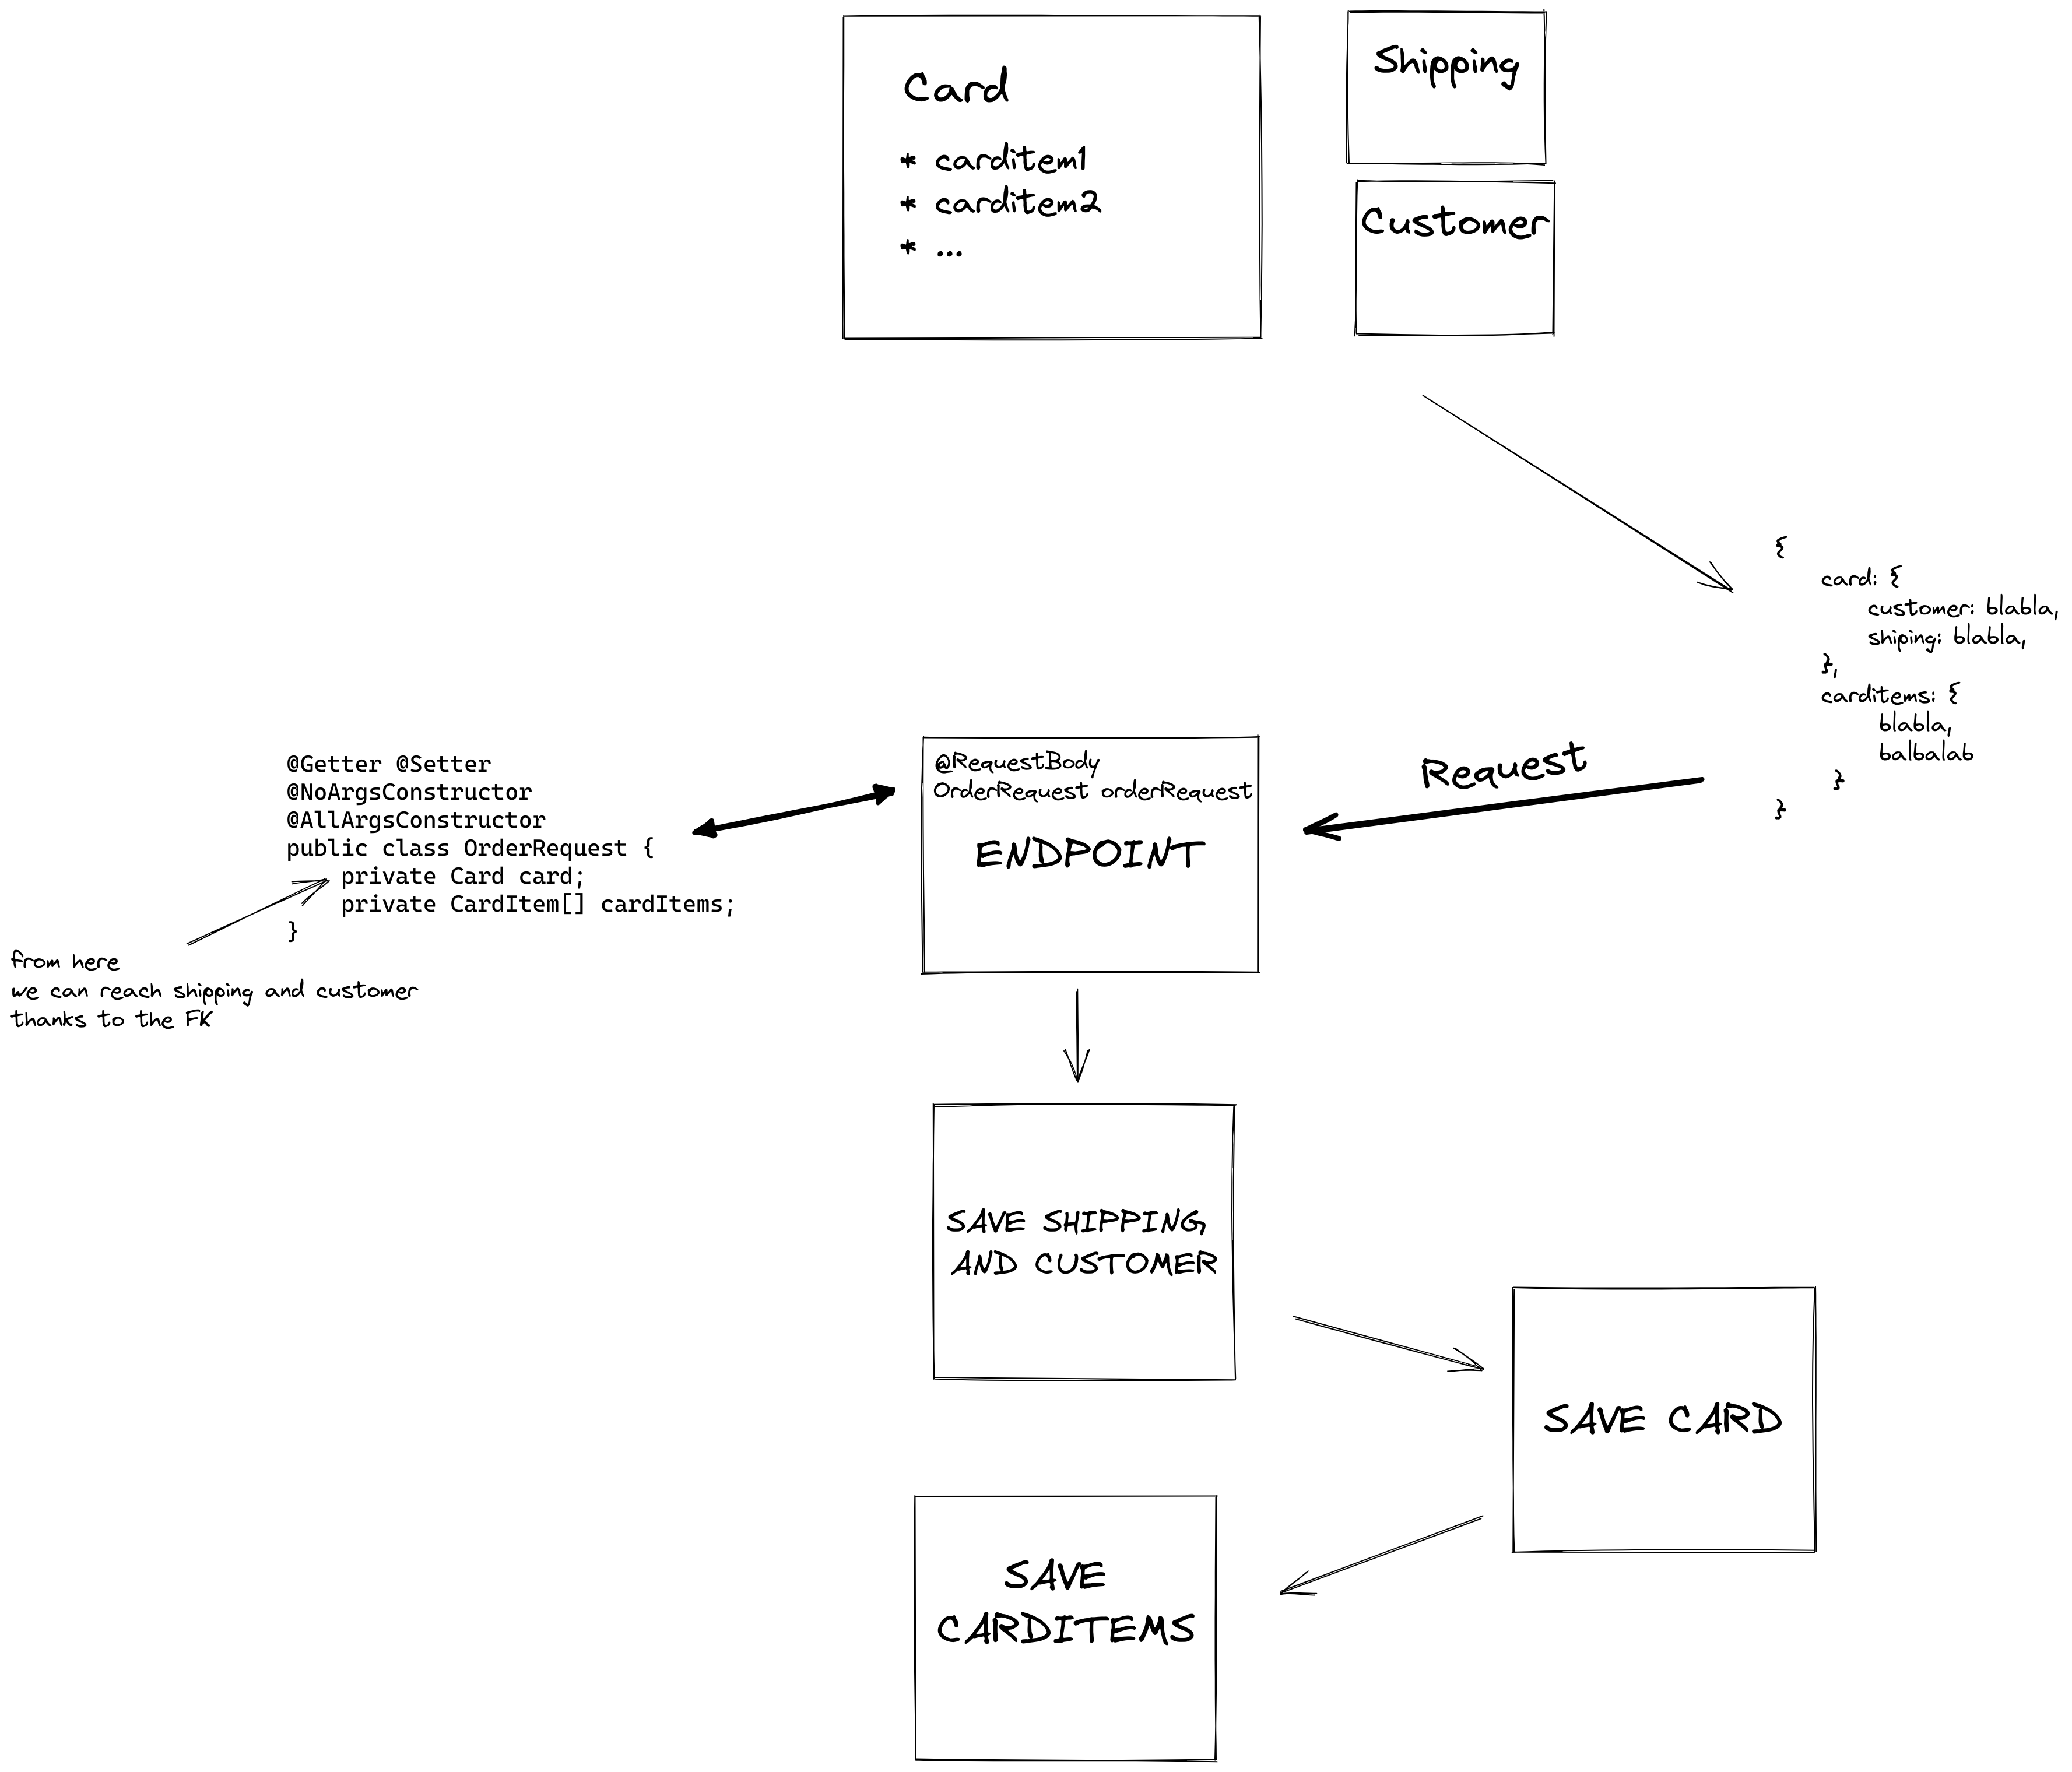 Card
* carditem1
* carditem2
* ...
Shipping
Customer
{
card: {
customer: blabla,
shiping: blabla,
},
carditems: {
blabla,
balbalab
}
}
Request
@RequestBody
OrderRequest orderRequest
ENDPOINT
@Getter @Setter
@NoArgsConstructor
@AllArgsConstructor
public class OrderRequest {
private Card card;
private CardItem[] cardItems;
}
from here
we can reach shipping and customer
thanks to the FK
SAVE SHIPPING
AND CUSTOMER
SAVE CARD
SAVE
CARDITEMS